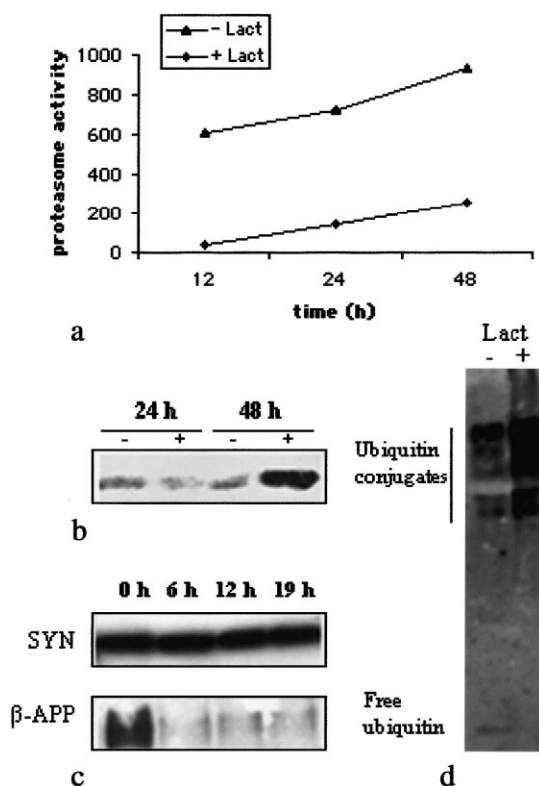 - Lact
+ Lact
1000
800
600
400
200
0
proteasome activity
12 24 48
time (h)
a
24 h 48 h
- + - +
b
0 h 6 h 12 h 19 h
SYN
β-APP
c
Lact
- +
Ubiquitin
conjugates
Free
ubiquitin
d